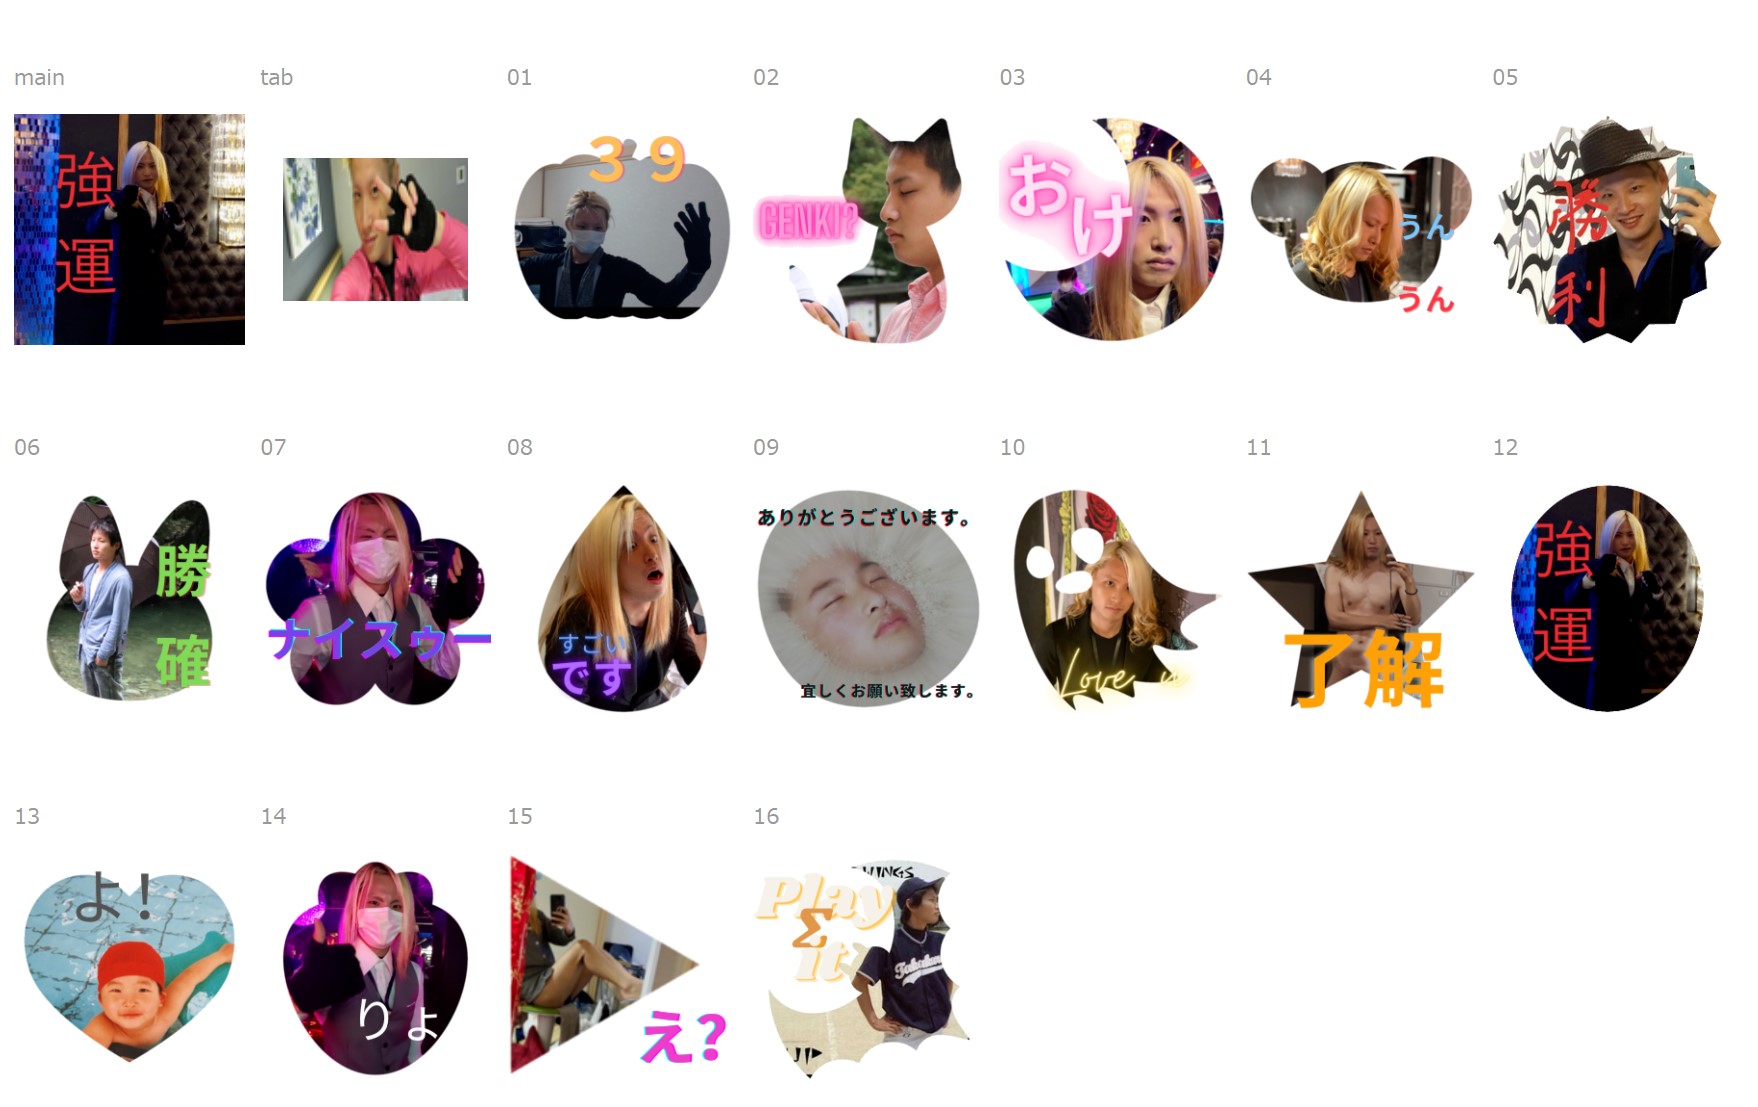 main
tab
01
02
03
04
05
強
運
３９
GENKI?
おけ
うん
うん
勝
利
06
07
08
09
10
11
12
勝
確
ナイスゥー
すごい
です
ありがとうございます。
宜しくお願い致します。
Love
了解
強
運
13
14
15
16
よ！
りょ
え？
Play
Σ
it